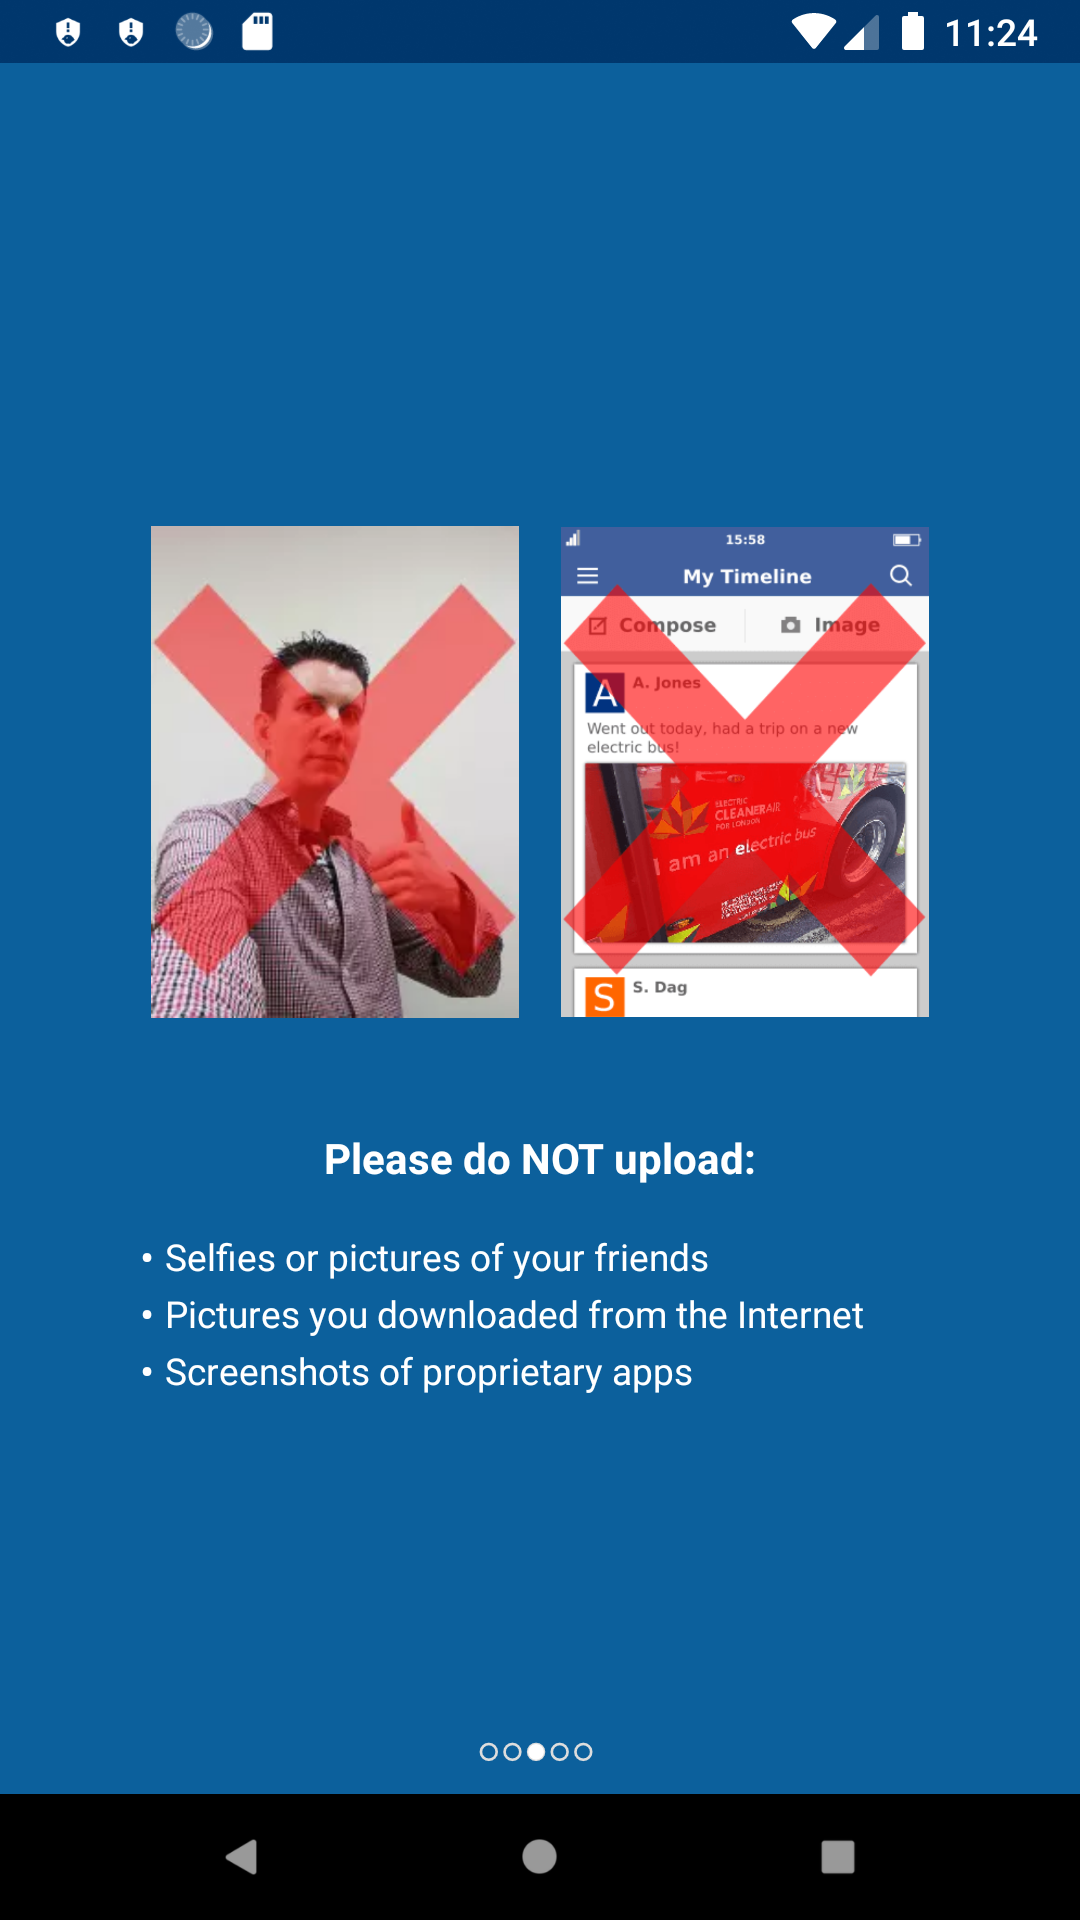 11:24
15:58
My Timeline
Compose
Image
A
A. Jones
Went out today, had a trip on a new
electric bus!
ELECTRIC
CLEANERAIR
FOR LONDON
I am an electric bus
S
S. Dag
Please do NOT upload:
• Selfies or pictures of your friends
• Pictures you downloaded from the Internet
• Screenshots of proprietary apps